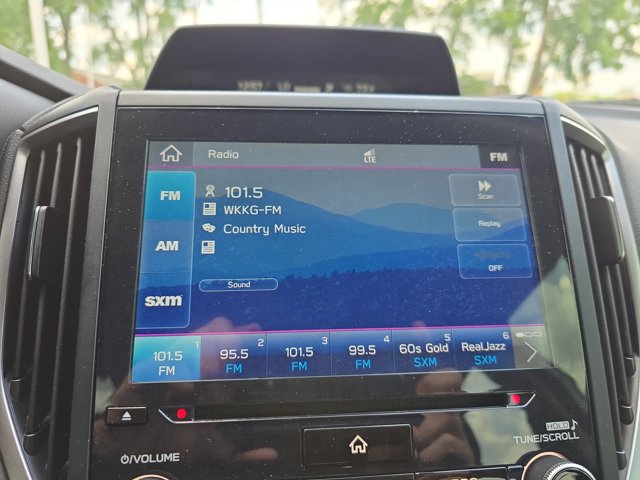 Radio LTE FM
FM
101.5
WKKG-FM
Country Music
AM
sxm
Scan
Replay
OFF
Sound
1 2 3 4 5 6
101.5 95.5 101.5 99.5 60s Gold RealJazz
FM FM FM FM SXM SXM
VOLUME
HOLD
TUNE/SCROLL